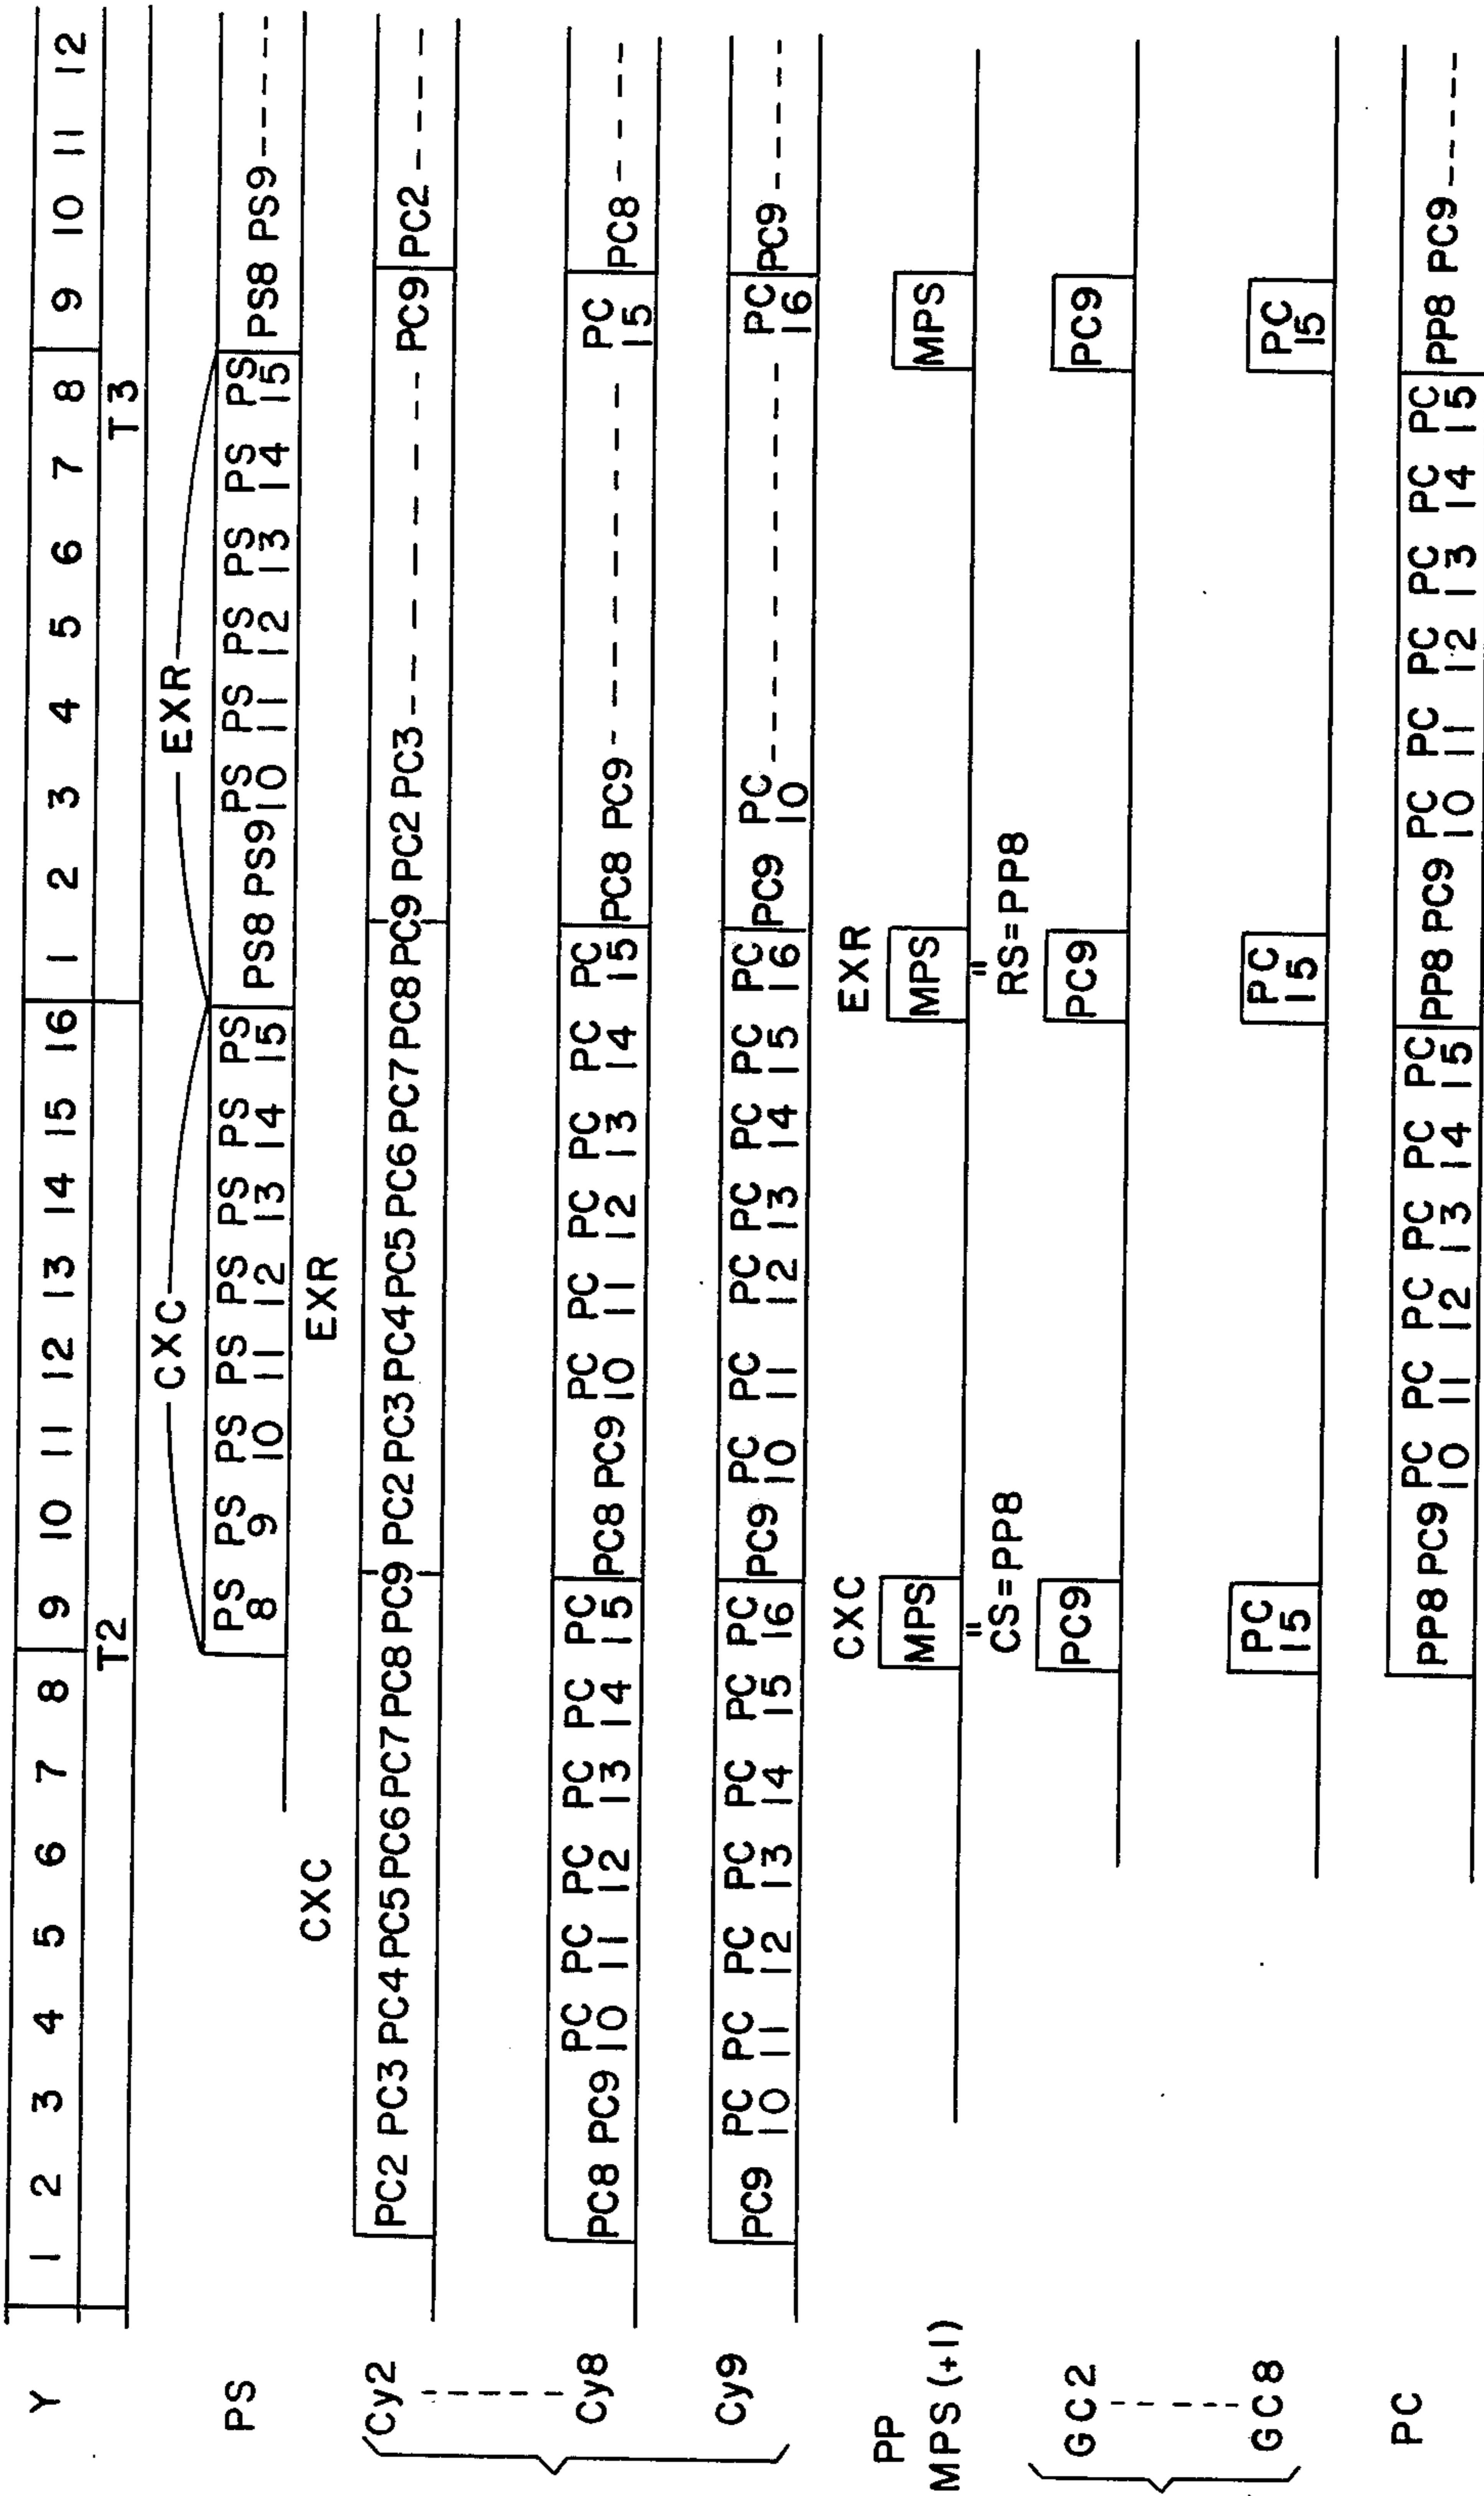 Y 1 2 3 4 5 6 7 8 9 10 11 12 13 14 15 16 1 2 3 4 5 6 7 8 9 10 11 12
T2 T3
CXC EXR
PS PS 8 PS 9 PS 10 PS 11 PS 12 PS 13 PS 14 PS 15 PS8 PS9 PS 10 PS 11 PS 12 PS 13 PS 14 PS 15 PS8 PS9
CXC EXR
Cy2 PC2 PC3 PC4 PC5 PC6 PC7 PC8 PC9 PC2 PC3 PC4 PC5 PC6 PC7 PC8 PC9 PC2 PC3 PC9 PC2
Cy8 PC8 PC9 PC 10 PC 11 PC 12 PC 13 PC 14 PC 15 PC8 PC9 PC 10 PC 11 PC 12 PC 13 PC 14 PC 15 PC8 PC9 PC 15 PC8
Cy9 PC9 PC 10 PC 11 PC 12 PC 13 PC 14 PC 15 PC 16 PC9 PC 10 PC 11 PC 12 PC 13 PC 14 PC 15 PC 16 PC9 PC 10 PC 16 PC9
CXC EXR
PP
MPS (+1) MPS MPS MPS
= =
CS=PP8 RS=PP8
GC2 PC9 PC9 PC9
GC8 PC 15 PC 15 PC 15
PC PP8 PC9 PC 10 PC 11 PC 12 PC 13 PC 14 PC 15 PP8 PC9 PC 10 PC 11 PC 12 PC 13 PC 14 PC 15 PP8 PC9